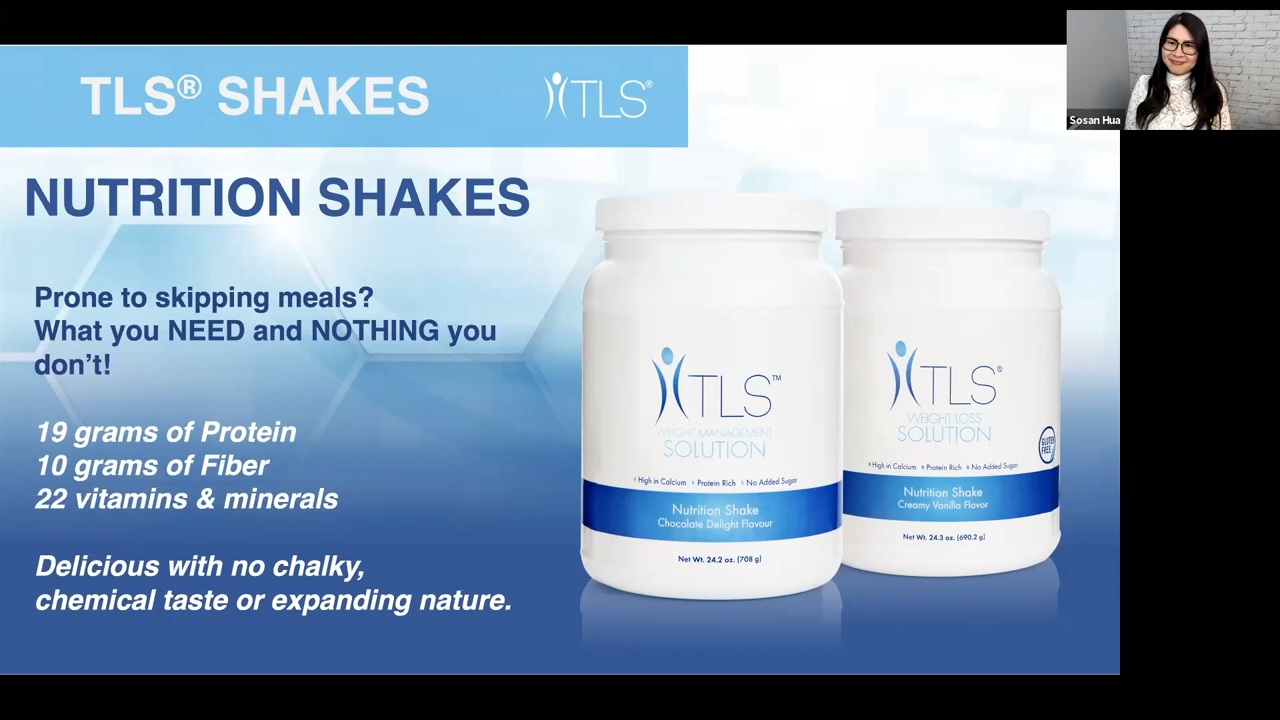 TLS® SHAKES
TLS®
NUTRITION SHAKES
Prone to skipping meals?
What you NEED and NOTHING you
don't!
19 grams of Protein
10 grams of Fiber
22 vitamins & minerals
Delicious with no chalky,
chemical taste or expanding nature.
TLS™
WEIGHT MANAGEMENT
SOLUTION
High in Calcium Protein Rich No Added Sugar
Nutrition Shake
Chocolate Delight Flavour
Net Wt. 24.2 oz. (708 g)
TLS®
WEIGHT LOSS
SOLUTION
GLUTEN
FREE
High in Calcium Protein Rich No Added Sugar
Nutrition Shake
Creamy Vanilla Flavor
Net Wt. 24.3 oz. (690.2 g)
Sosan Hua